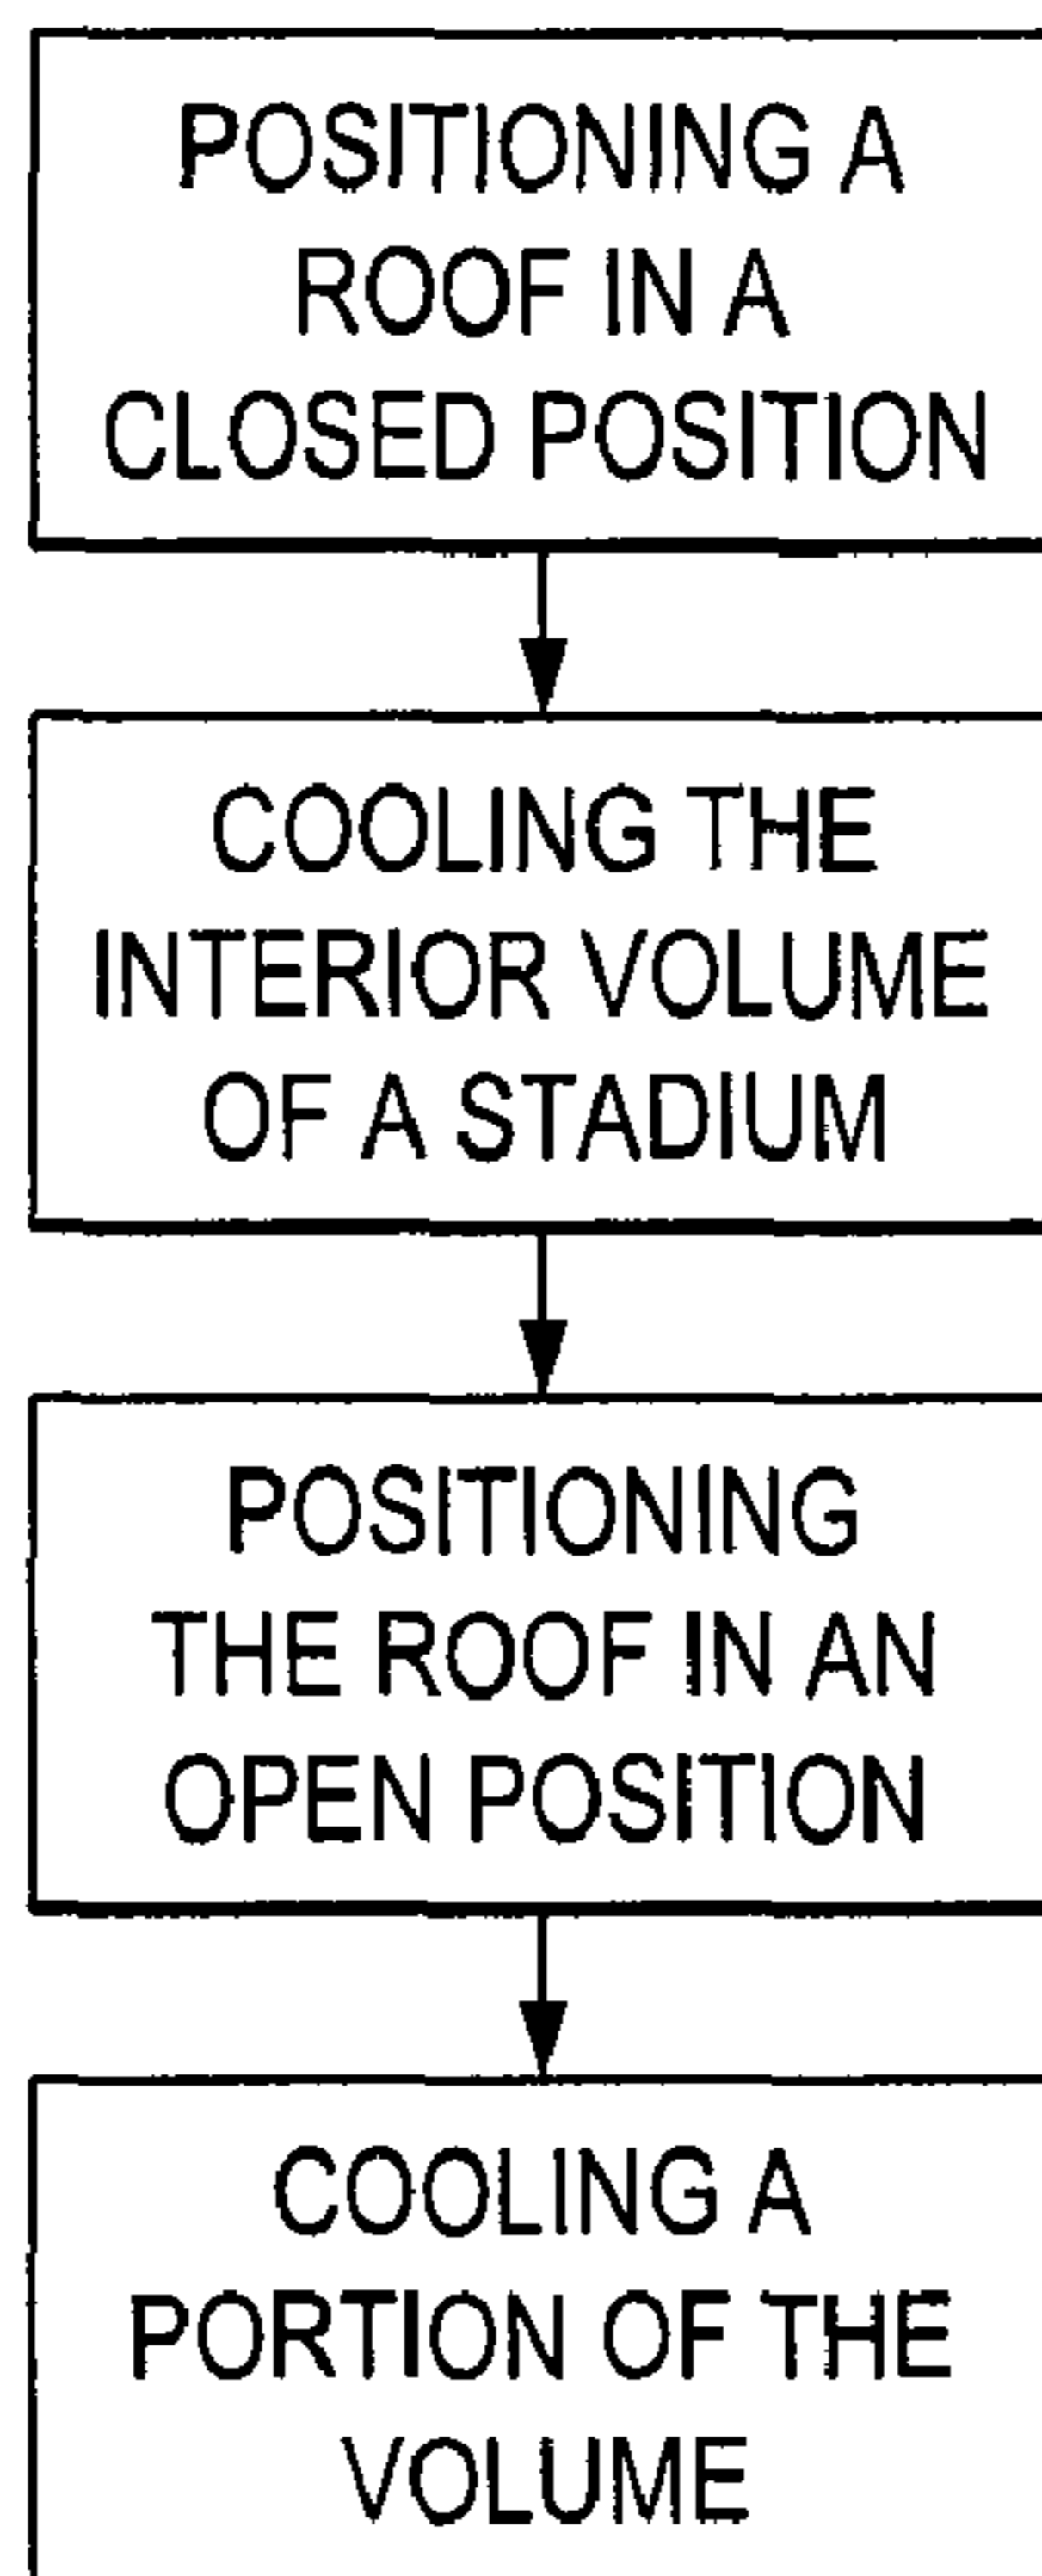 POSITIONING A
ROOF IN A
CLOSED POSITION
COOLING THE
INTERIOR VOLUME
OF A STADIUM
POSITIONING
THE ROOF IN AN
OPEN POSITION
COOLING A
PORTION OF THE
VOLUME